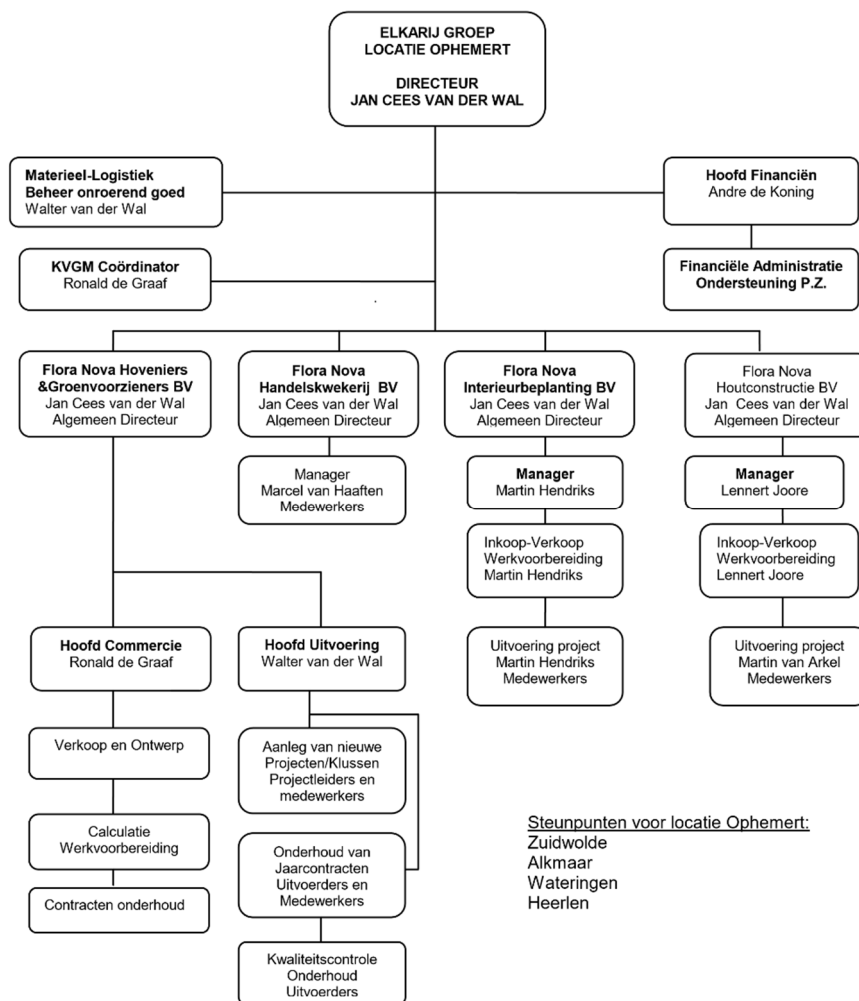 ELKARIJ GROEP
LOCATIE OPHEMERT
DIRECTEUR
JAN CEES VAN DER WAL
Materieel-Logistiek
Beheer onroerend goed
Walter van der Wal
Hoofd Financiën
Andre de Koning
KVGM Coördinator
Ronald de Graaf
Financiële Administratie
Ondersteuning P.Z.
Flora Nova Hoveniers
&Groenvoorzieners BV
Jan Cees van der Wal
Algemeen Directeur
Flora Nova
Handelskwekerij BV
Jan Cees van der Wal
Algemeen Directeur
Flora Nova
Interieurbeplanting BV
Jan Cees van der Wal
Algemeen Directeur
Flora Nova
Houtconstructie BV
Jan Cees van der Wal
Algemeen Directeur
Manager
Marcel van Haaften
Medewerkers
Manager
Martin Hendriks
Manager
Lennert Joore
Inkoop-Verkoop
Werkvoorbereiding
Martin Hendriks
Inkoop-Verkoop
Werkvoorbereiding
Lennert Joore
Hoofd Commercie
Ronald de Graaf
Hoofd Uitvoering
Walter van der Wal
Uitvoering project
Martin Hendriks
Medewerkers
Uitvoering project
Martin van Arkel
Medewerkers
Verkoop en Ontwerp
Aanleg van nieuwe
Projecten/Klussen
Projectleiders en
medewerkers
Calculatie
Werkvoorbereiding
Onderhoud van
Jaarcontracten
Uitvoerders en
Medewerkers
Contracten onderhoud
Kwaliteitscontrole
Onderhoud
Uitvoerders
Steunpunten voor locatie Ophemert:
Zuidwolde
Alkmaar
Wateringen
Heerlen